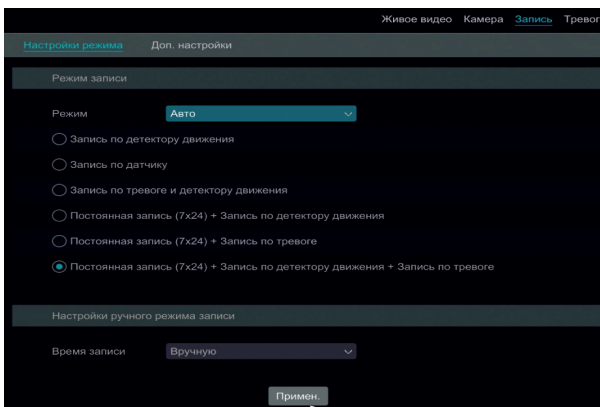 Живое видео Камера Запись Тревог
Настройки режима Доп. настройки
Режим записи
Режим Авто
Запись по детектору движения
Запись по датчику
Запись по тревоге и детектору движения
Постоянная запись (7x24) + Запись по детектору движения
Постоянная запись (7x24) + Запись по тревоге
Постоянная запись (7x24) + Запись по детектору движения + Запись по тревоге
Настройки ручного режима записи
Время записи Вручную
Примен.